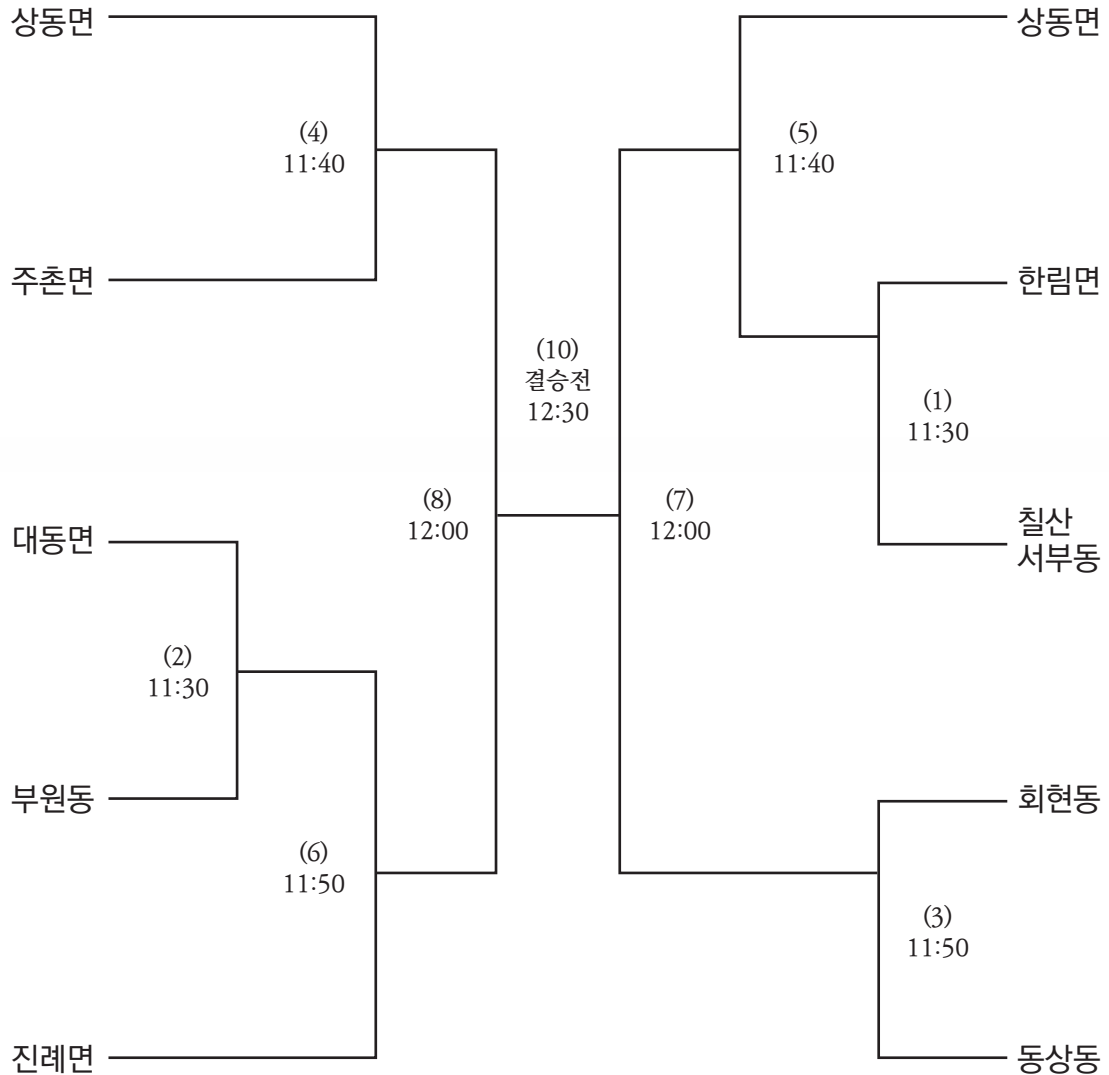 상동면
상동면
(4)
11:40
(5)
11:40
주촌면
한림면
(10)
결승전
12:30
(1)
11:30
(8)
12:00
(7)
12:00
대동면
칠산
서부동
(2)
11:30
부원동
회현동
(6)
11:50
(3)
11:50
진례면
동상동